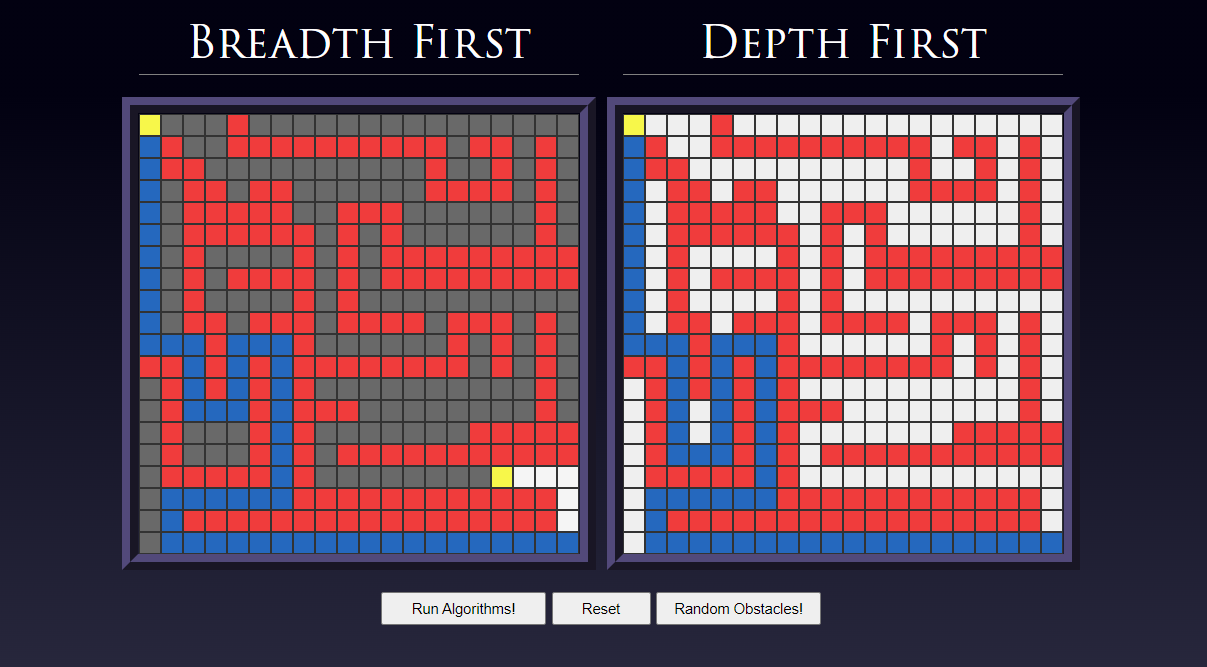 Breadth First
Depth First
Run Algorithms!
Reset
Random Obstacles!